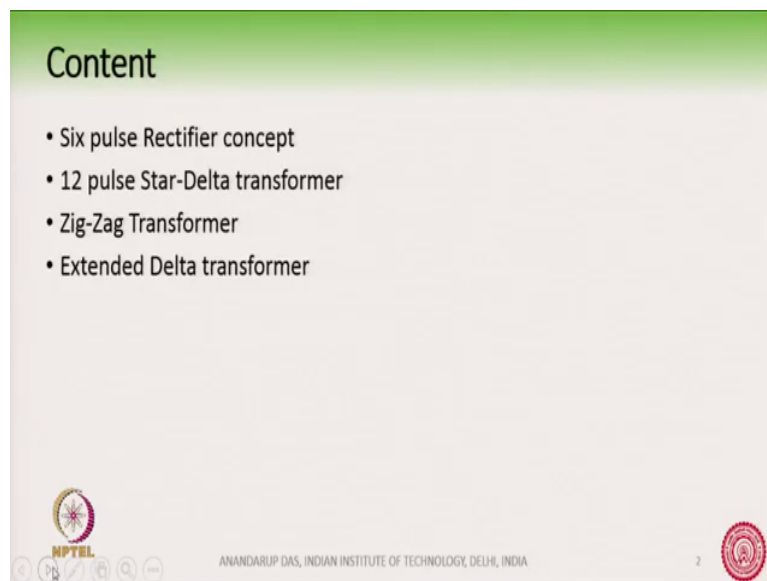 Content
• Six pulse Rectifier concept
• 12 pulse Star-Delta transformer
• Zig-Zag Transformer
• Extended Delta transformer
NPTEL
ANANDARUP DAS, INDIAN INSTITUTE OF TECHNOLOGY, DELHI, INDIA
2